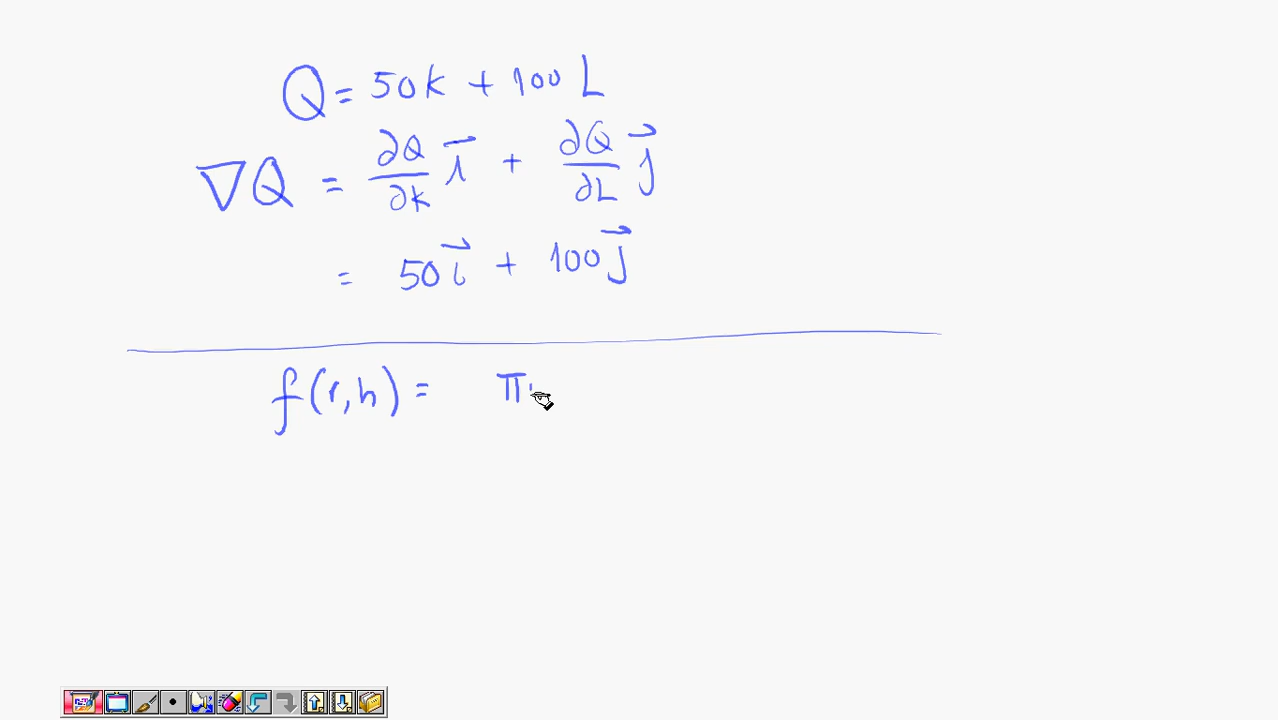 Q = 50K + 100 L
∇Q = ∂Q/∂K i⃗ + ∂Q/∂L j⃗
= 50 i⃗ + 100 j⃗
f(r,h) = π